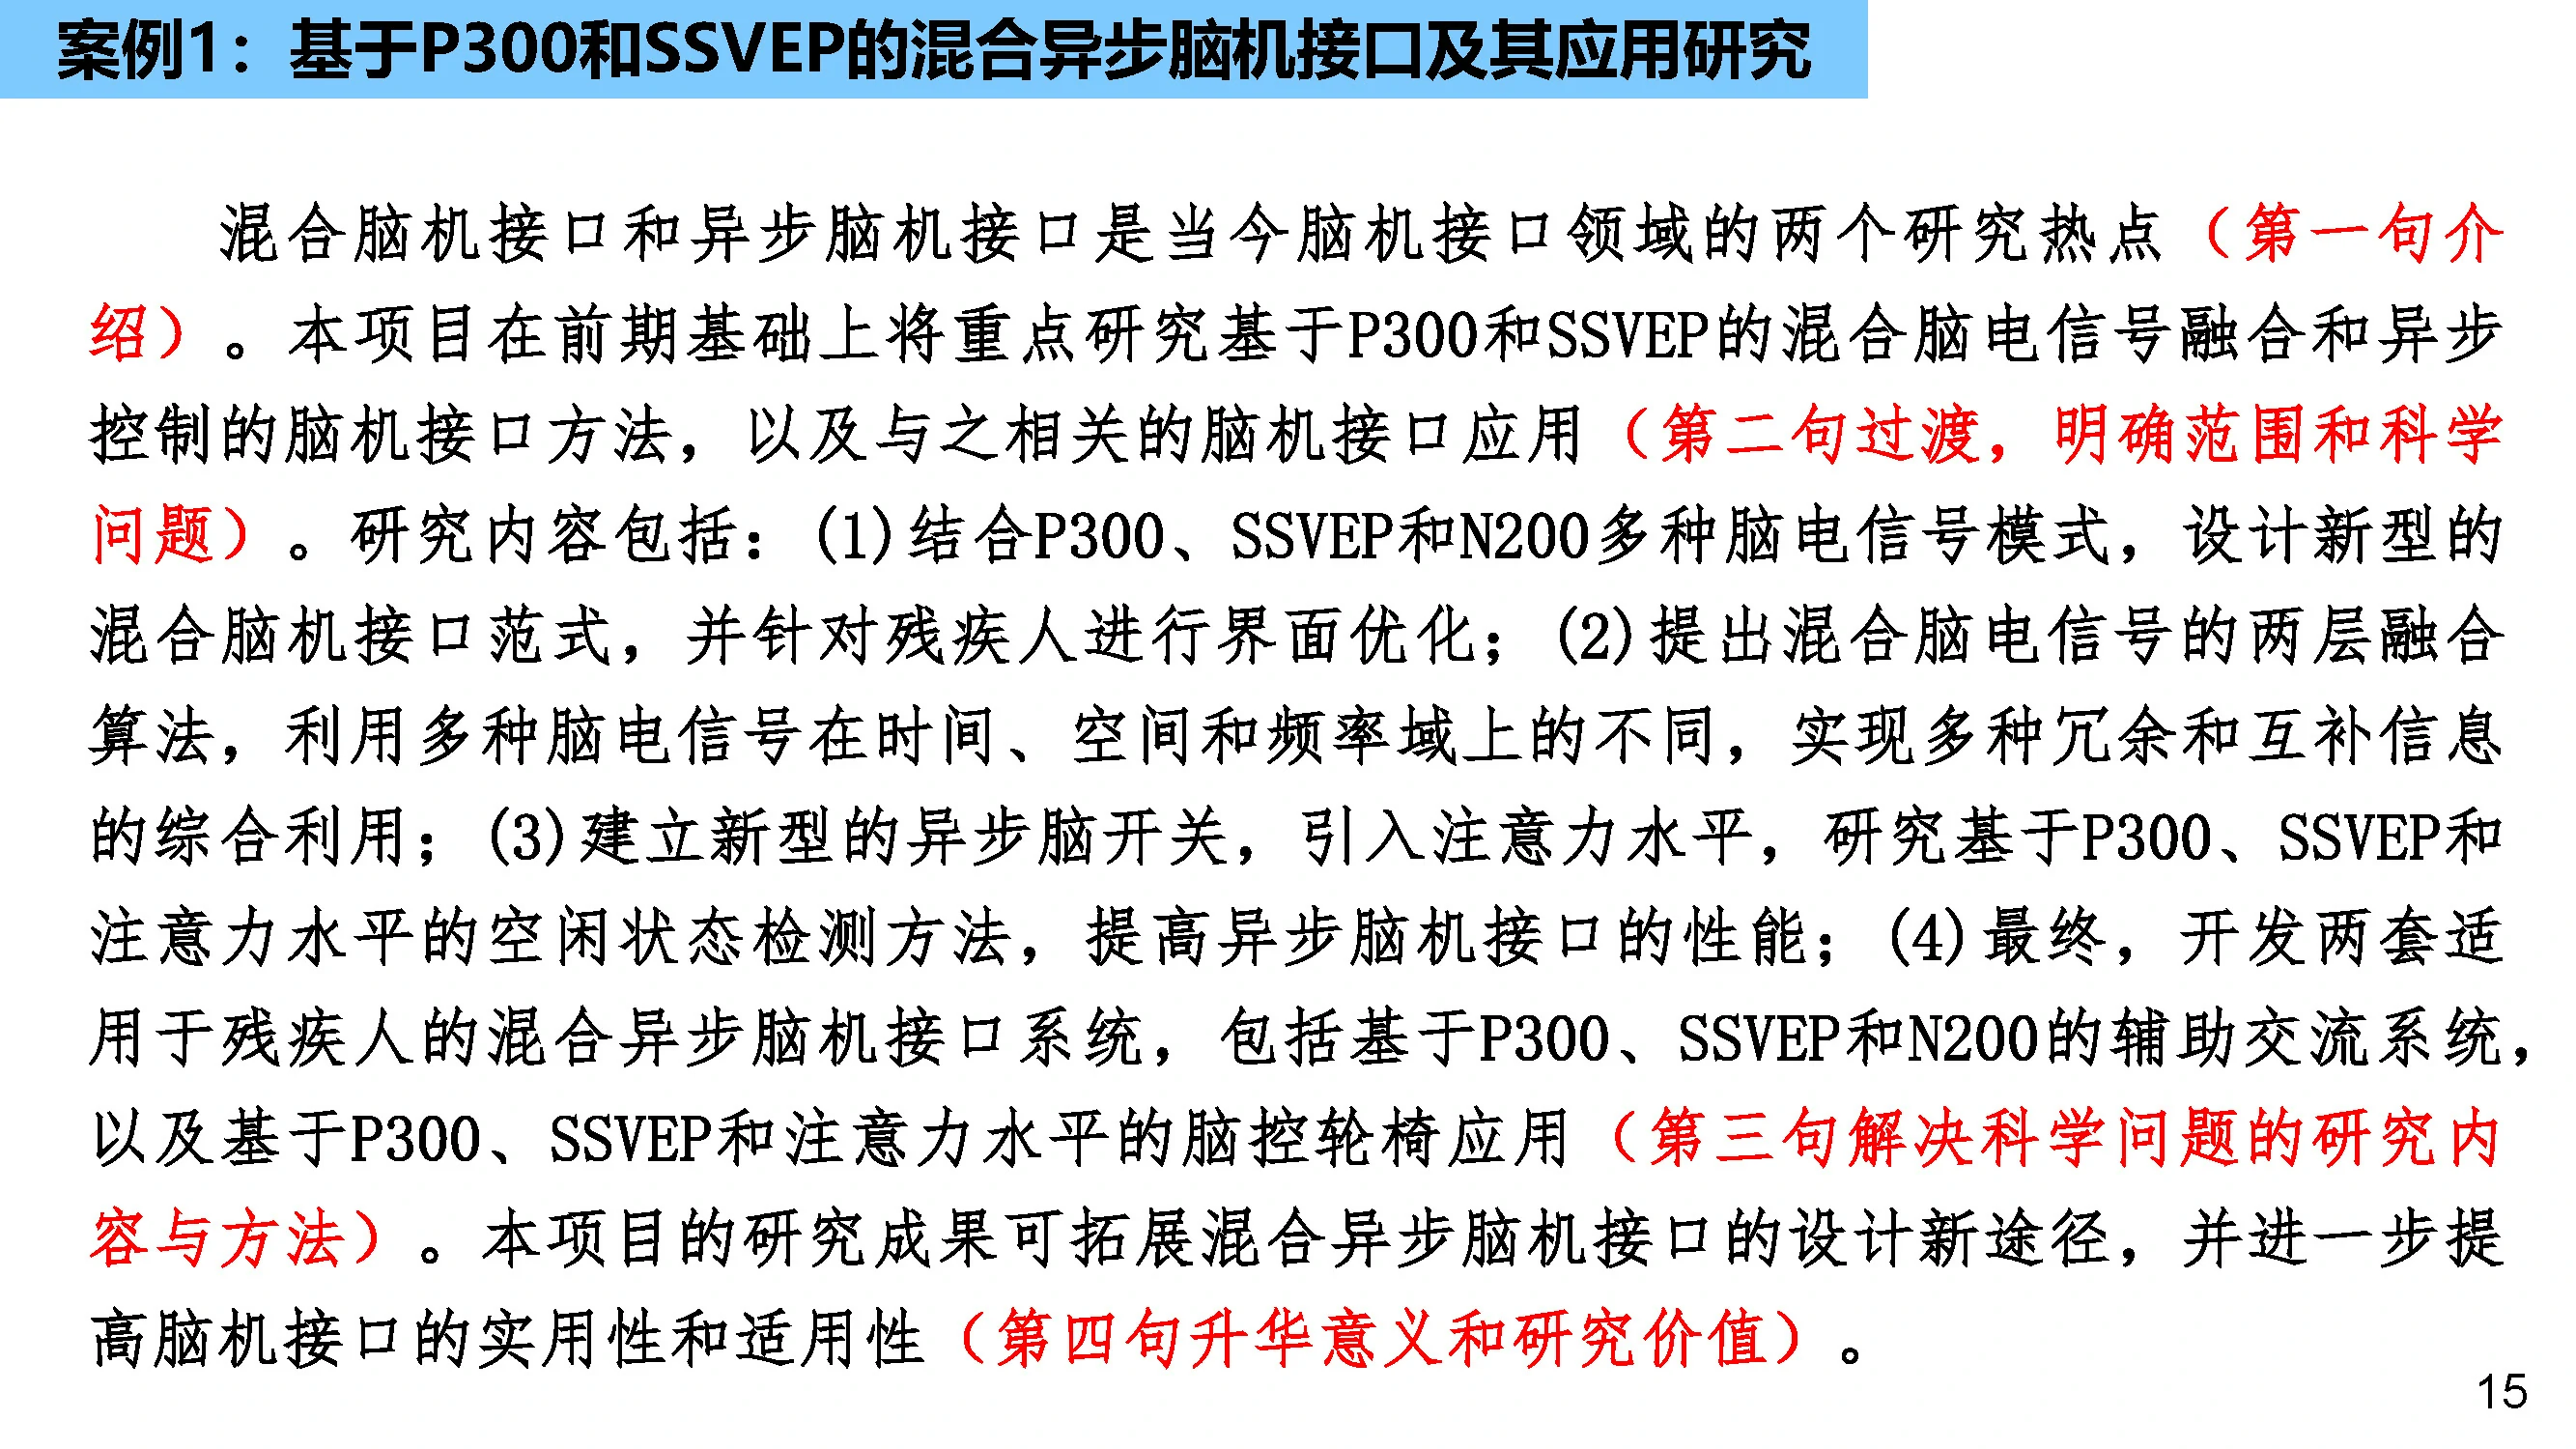 案例1：基于P300和SSVEP的混合异步脑机接口及其应用研究
混合脑机接口和异步脑机接口是当今脑机接口领域的两个研究热点（第一句介
绍）。本项目在前期基础上将重点研究基于P300和SSVEP的混合脑电信号融合和异步
控制的脑机接口方法，以及与之相关的脑机接口应用（第二句过渡，明确范围和科学
问题）。研究内容包括：(1)结合P300、SSVEP和N200多种脑电信号模式，设计新型的
混合脑机接口范式，并针对残疾人进行界面优化；(2)提出混合脑电信号的两层融合
算法，利用多种脑电信号在时间、空间和频率域上的不同，实现多种冗余和互补信息
的综合利用；(3)建立新型的异步脑开关，引入注意力水平，研究基于P300、SSVEP和
注意力水平的空闲状态检测方法，提高异步脑机接口的性能；(4)最终，开发两套适
用于残疾人的混合异步脑机接口系统，包括基于P300、SSVEP和N200的辅助交流系统，
以及基于P300、SSVEP和注意力水平的脑控轮椅应用（第三句解决科学问题的研究内
容与方法）。本项目的研究成果可拓展混合异步脑机接口的设计新途径，并进一步提
高脑机接口的实用性和适用性（第四句升华意义和研究价值）。
15